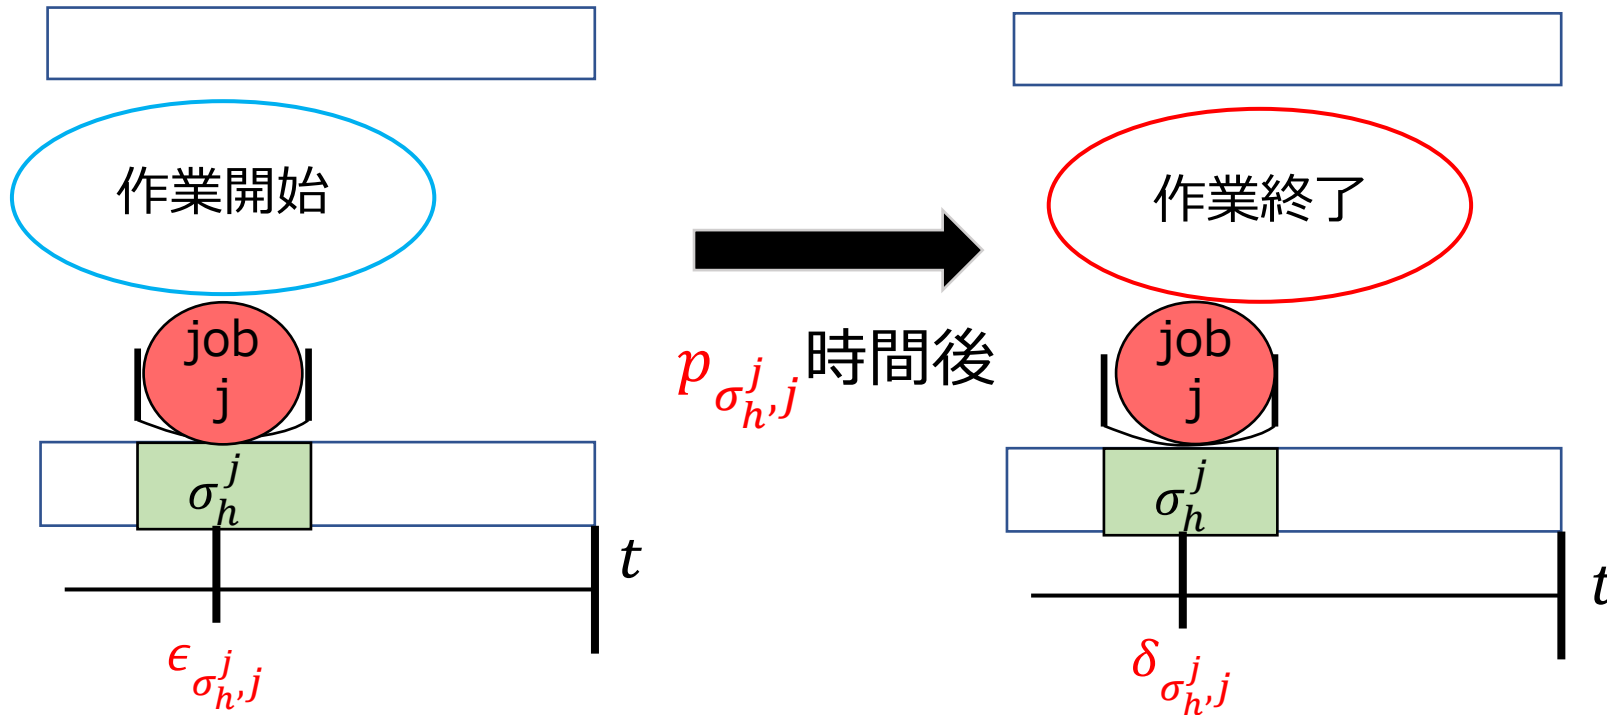 作業開始
job
j
σ_h^j
t
ϵ_{σ_h^j,j}
p_{σ_h^j,j}時間後
作業終了
job
j
σ_h^j
t
δ_{σ_h^j,j}